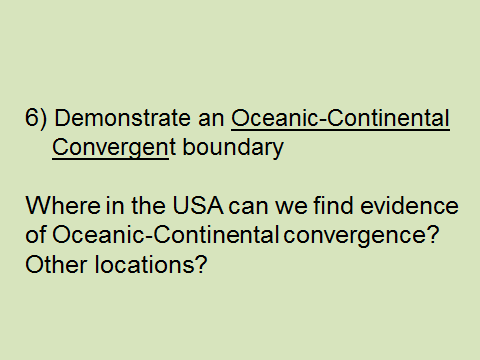 6) Demonstrate an Oceanic-Continental
Convergent boundary
Where in the USA can we find evidence
of Oceanic-Continental convergence?
Other locations?